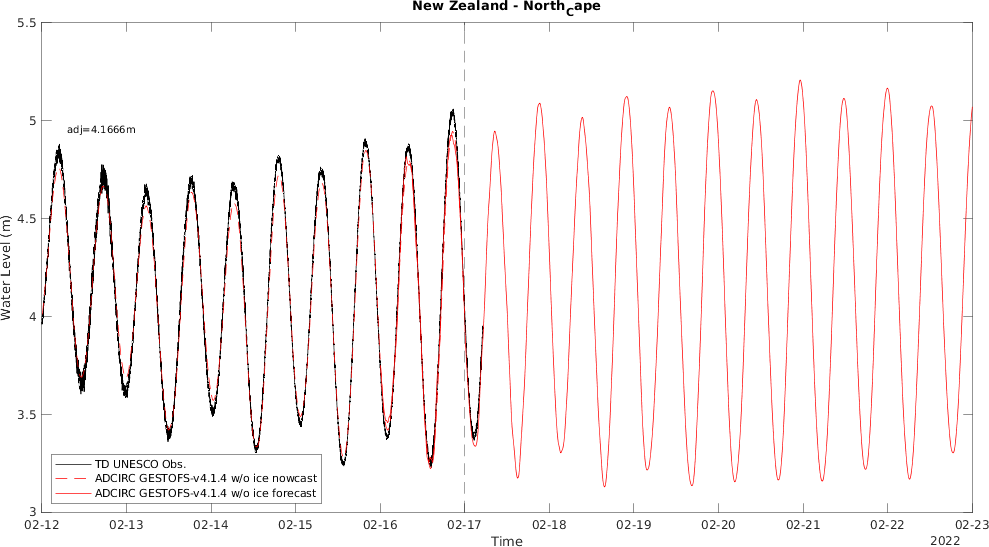 New Zealand - North_Cape
5.5
5
4.5
4
3.5
3
Water Level (m)
adj=4.1666m
TD UNESCO Obs.
ADCIRC GESTOFS-v4.1.4 w/o ice nowcast
ADCIRC GESTOFS-v4.1.4 w/o ice forecast
02-12 02-13 02-14 02-15 02-16 02-17 02-18 02-19 02-20 02-21 02-22 02-23
Time
2022